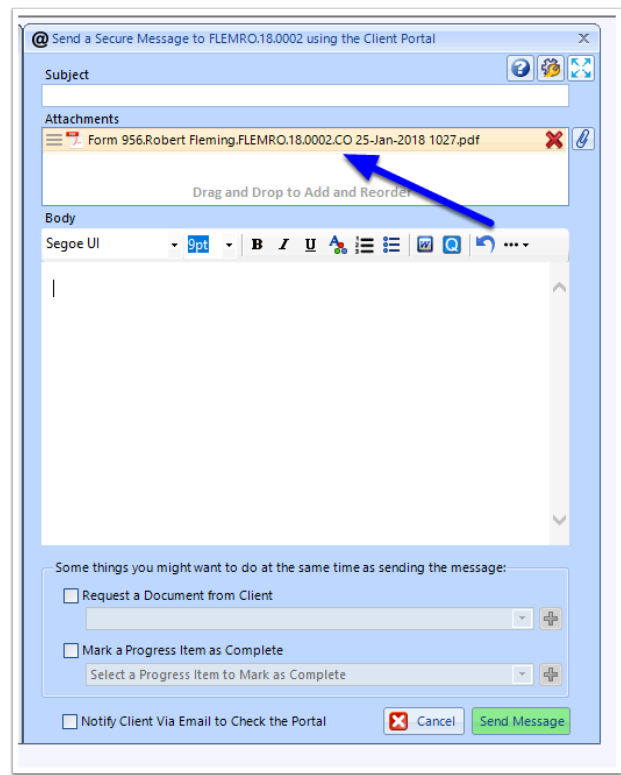 @ Send a Secure Message to FLEMRO.18.0002 using the Client Portal X
Subject
Attachments
PDF Form 956.Robert Fleming.FLEMRO.18.0002.CO 25-Jan-2018 1027.pdf
Drag and Drop to Add and Reorder
Body
Segoe UI 9pt B I U
Some things you might want to do at the same time as sending the message:
Request a Document from Client
Mark a Progress Item as Complete
Select a Progress Item to Mark as Complete
Notify Client Via Email to Check the Portal Cancel Send Message